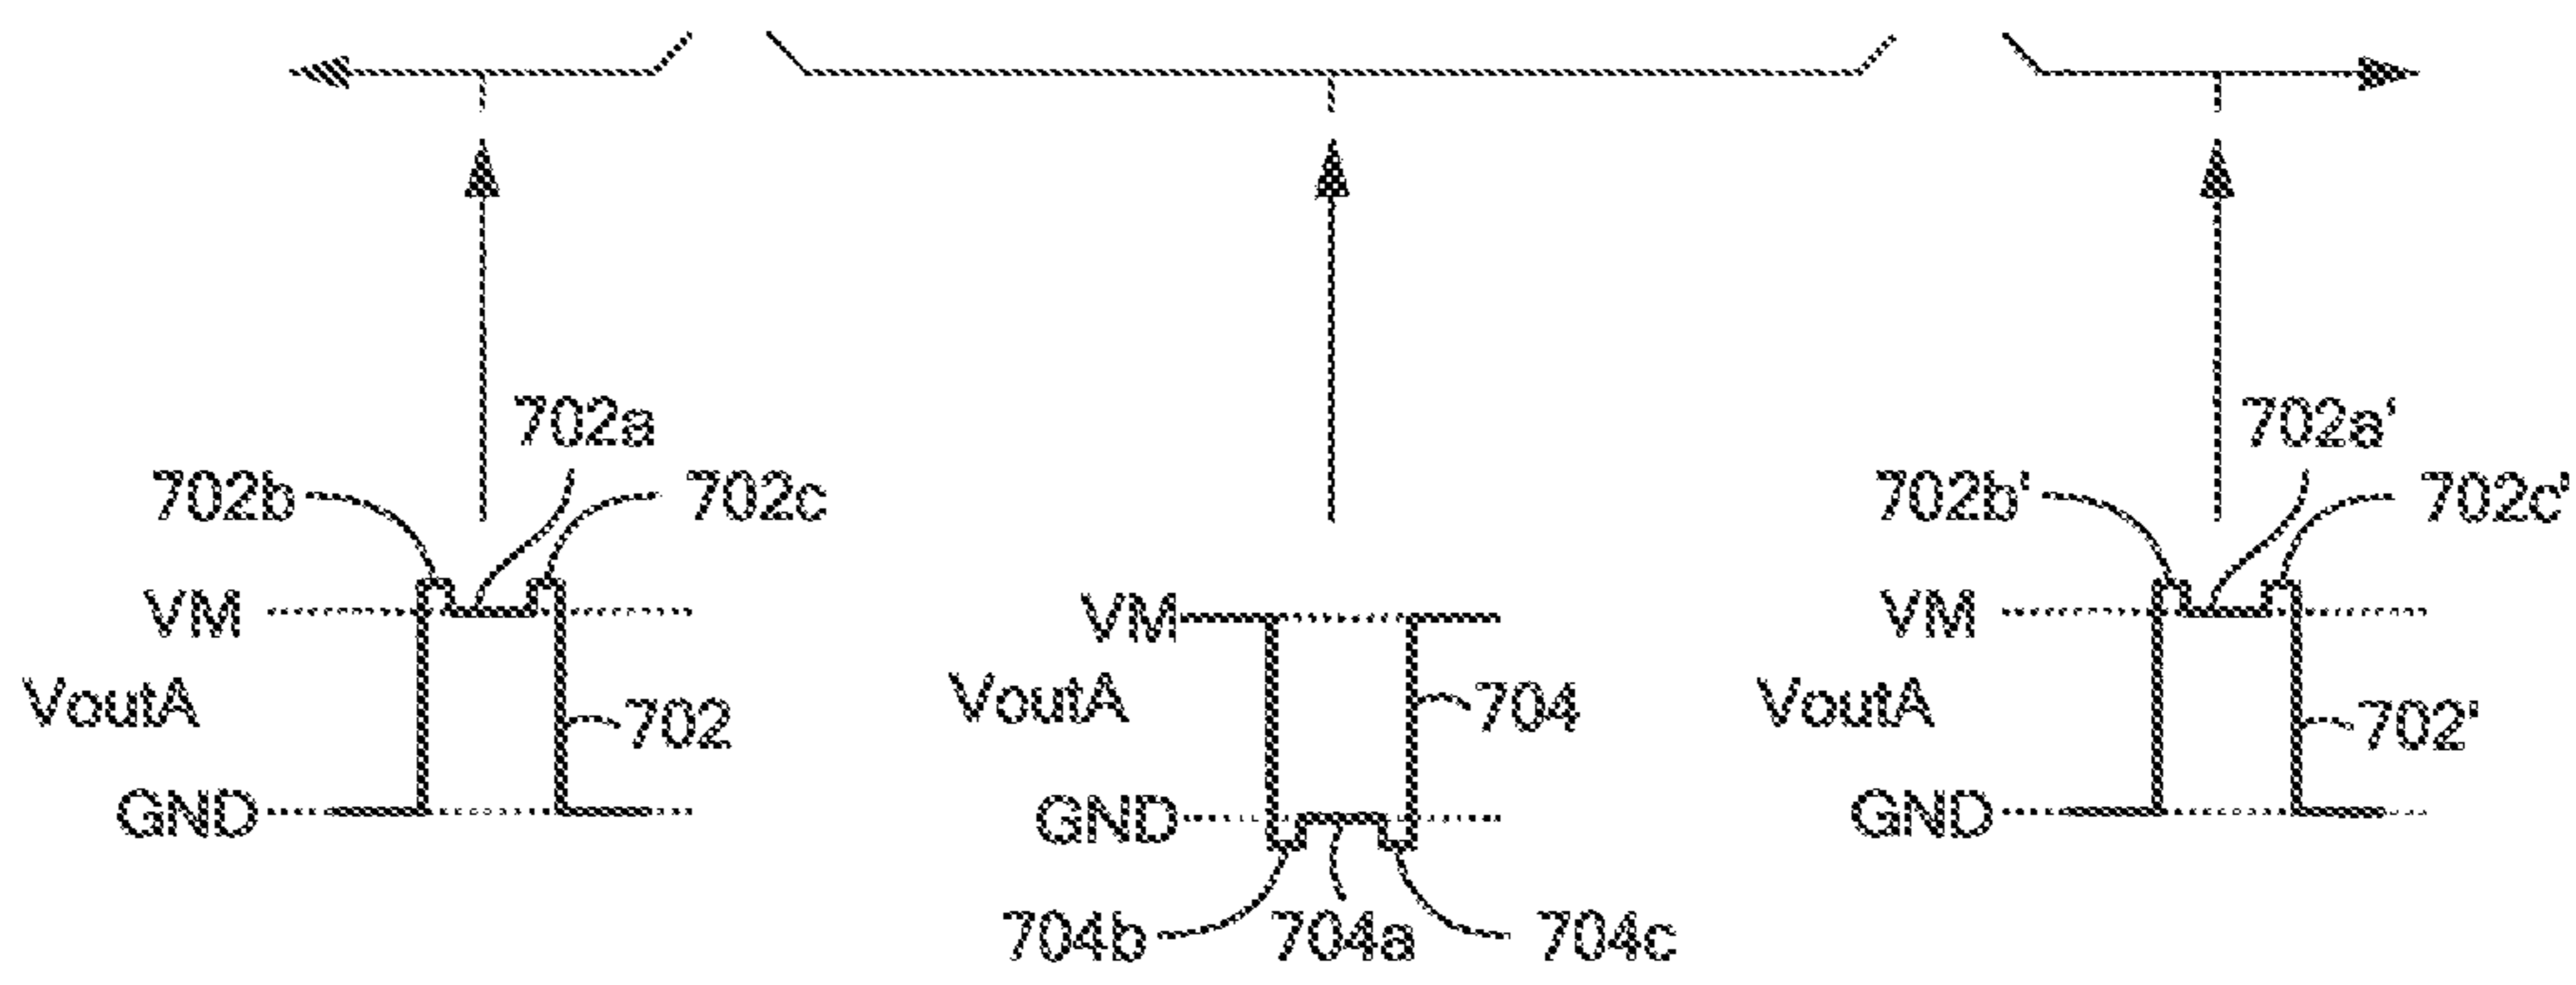 702a 702a'
702b 702c 702b' 702c'
VM VM VM
VoutA 702 VoutA 704 VoutA 702'
GND GND GND
704b 704a 704c